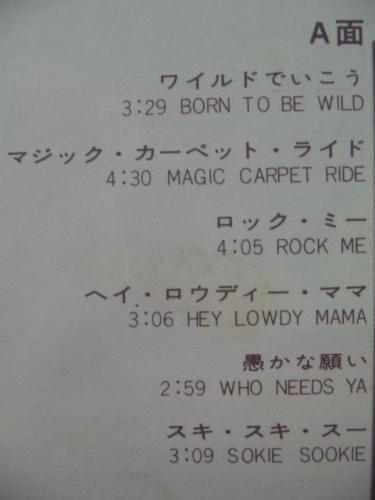 A面
ワイルドでいこう
3:29 BORN TO BE WILD
マジック・カーペット・ライド
4:30 MAGIC CARPET RIDE
ロック・ミー
4:05 ROCK ME
ヘイ・ロウディー・ママ
3:06 HEY LOWDY MAMA
愚かな願い
2:59 WHO NEEDS YA
スキ・スキ・スー
3:09 SOKIE SOOKIE